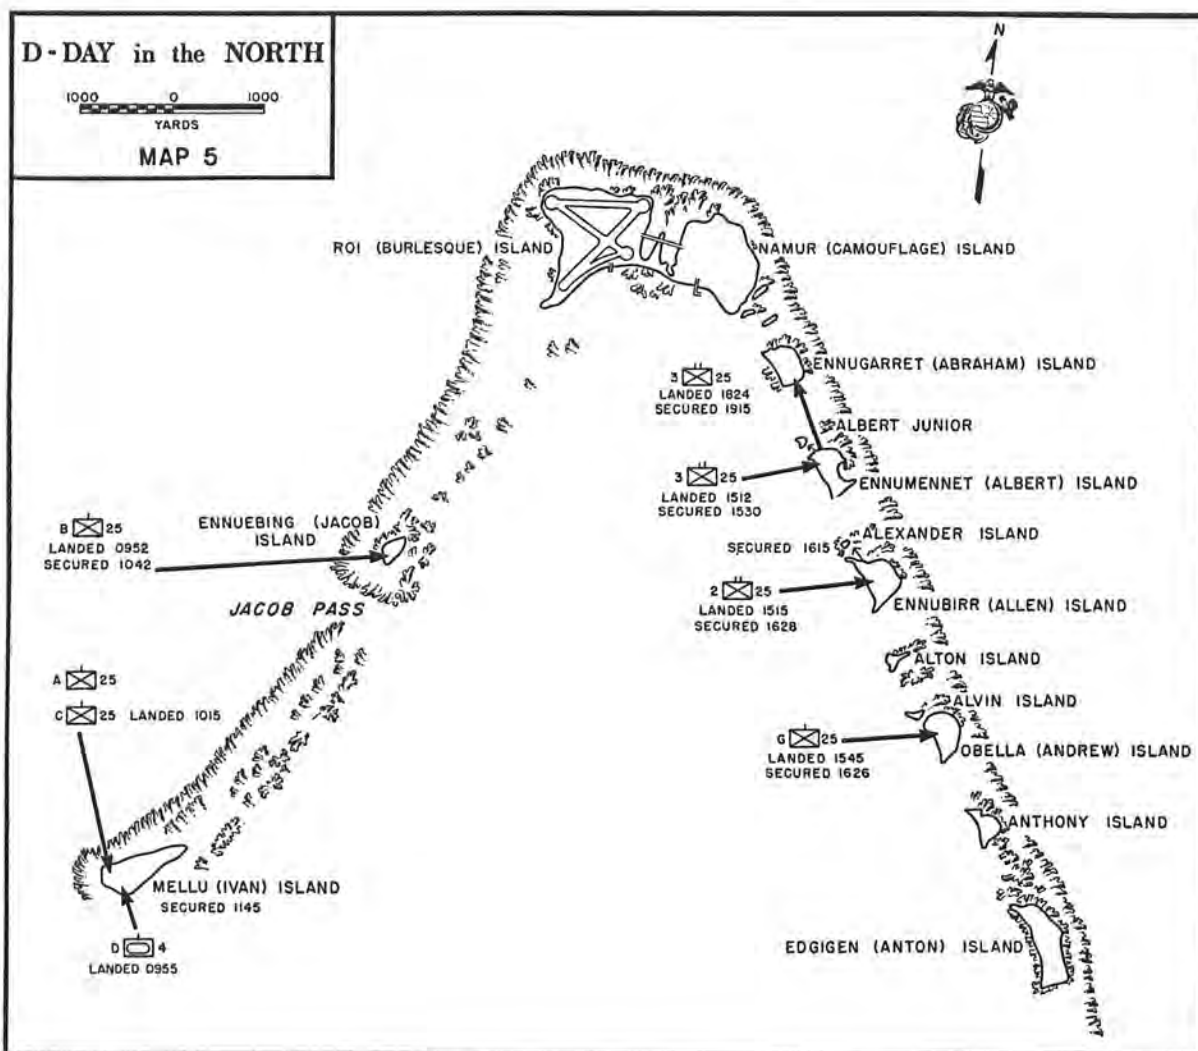 D-DAY in the NORTH
1000 0 1000
YARDS
MAP 5
N
ROI (BURLESQUE) ISLAND
NAMUR (CAMOUFLAGE) ISLAND
ENNUGARRET (ABRAHAM) ISLAND
3 25
LANDED 1824
SECURED 1915
ALBERT JUNIOR
3 25
LANDED 1512
SECURED 1530
ENNUMENNET (ALBERT) ISLAND
B 25
LANDED 0952
SECURED 1042
ENNUEBING (JACOB)
ISLAND
ALEXANDER ISLAND
SECURED 1615
2 25
LANDED 1515
SECURED 1628
ENNUBIRR (ALLEN) ISLAND
JACOB PASS
ALTON ISLAND
A 25
C 25 LANDED 1015
ALVIN ISLAND
G 25
LANDED 1545
SECURED 1626
OBELLA (ANDREW) ISLAND
ANTHONY ISLAND
MELLU (IVAN) ISLAND
SECURED 1145
D 4
LANDED 0955
EDGIGEN (ANTON) ISLAND